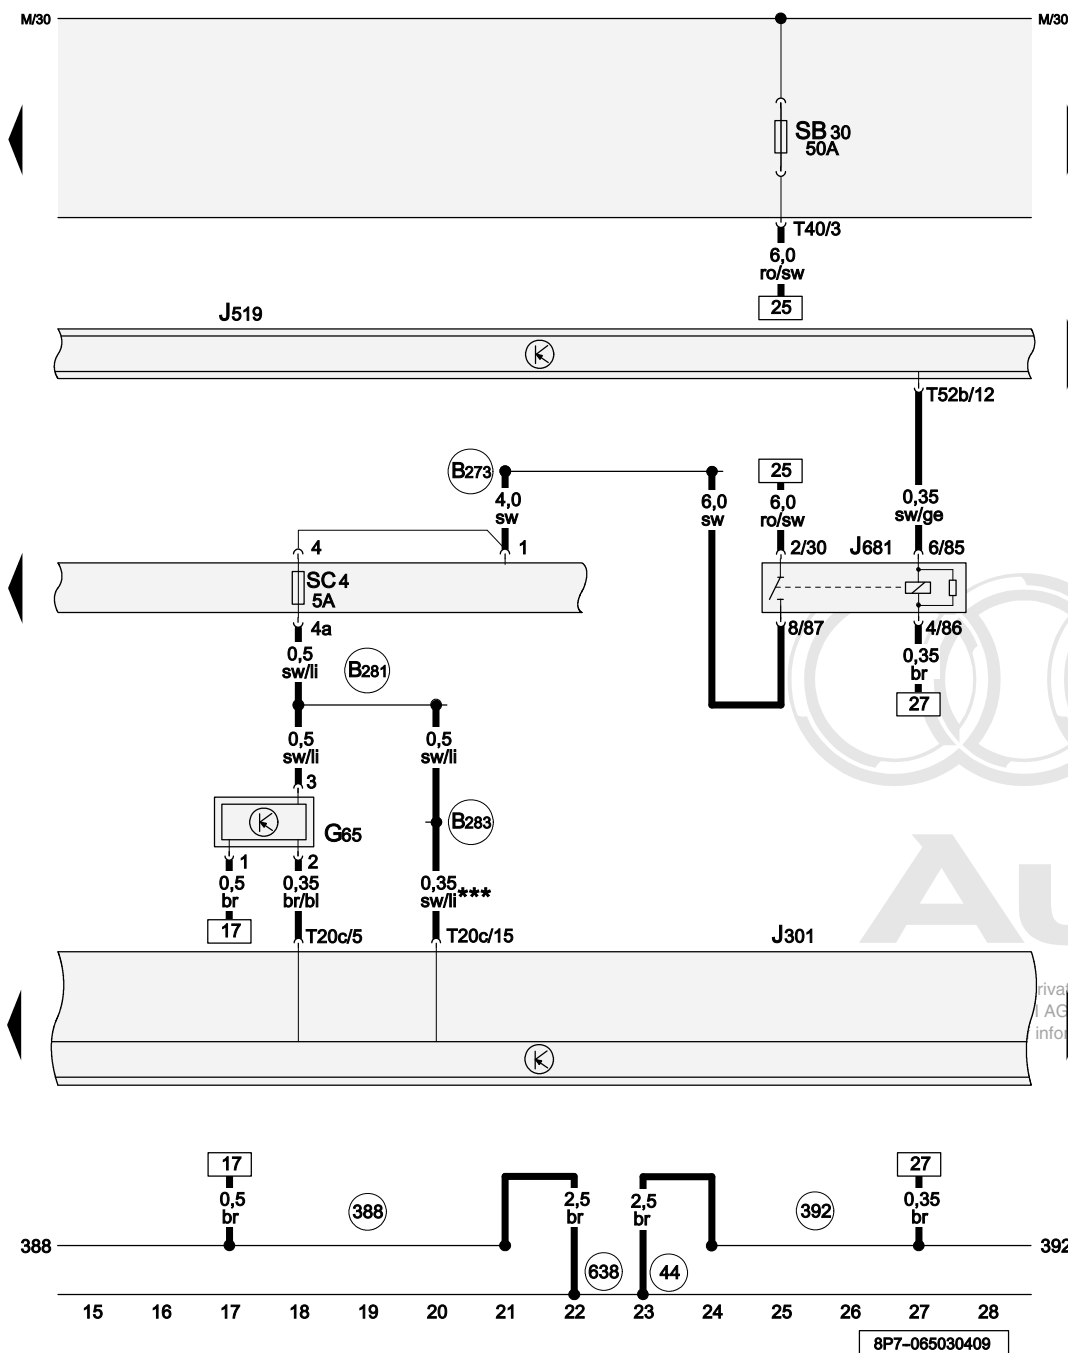 M/30
M/30
SB 30
50A
T40/3
6,0
ro/sw
25
J519
T52b/12
B273
25
4,0
sw
6,0
sw
6,0
ro/sw
0,35
sw/ge
4
1
2/30
J681
6/85
SC 4
5A
4a
8/87
4/86
0,5
sw/li
B281
0,35
br
27
0,5
sw/li
0,5
sw/li
3
G65
B283
1
2
0,5
br
0,35
br/bl
0,35
sw/li***
17
T20c/5
T20c/15
J301
Au
rivat
AG
infor
17
27
0,5
br
388
2,5
br
2,5
br
392
0,35
br
388
392
638
44
15 16 17 18 19 20 21 22 23 24 25 26 27 28
8P7-065030409